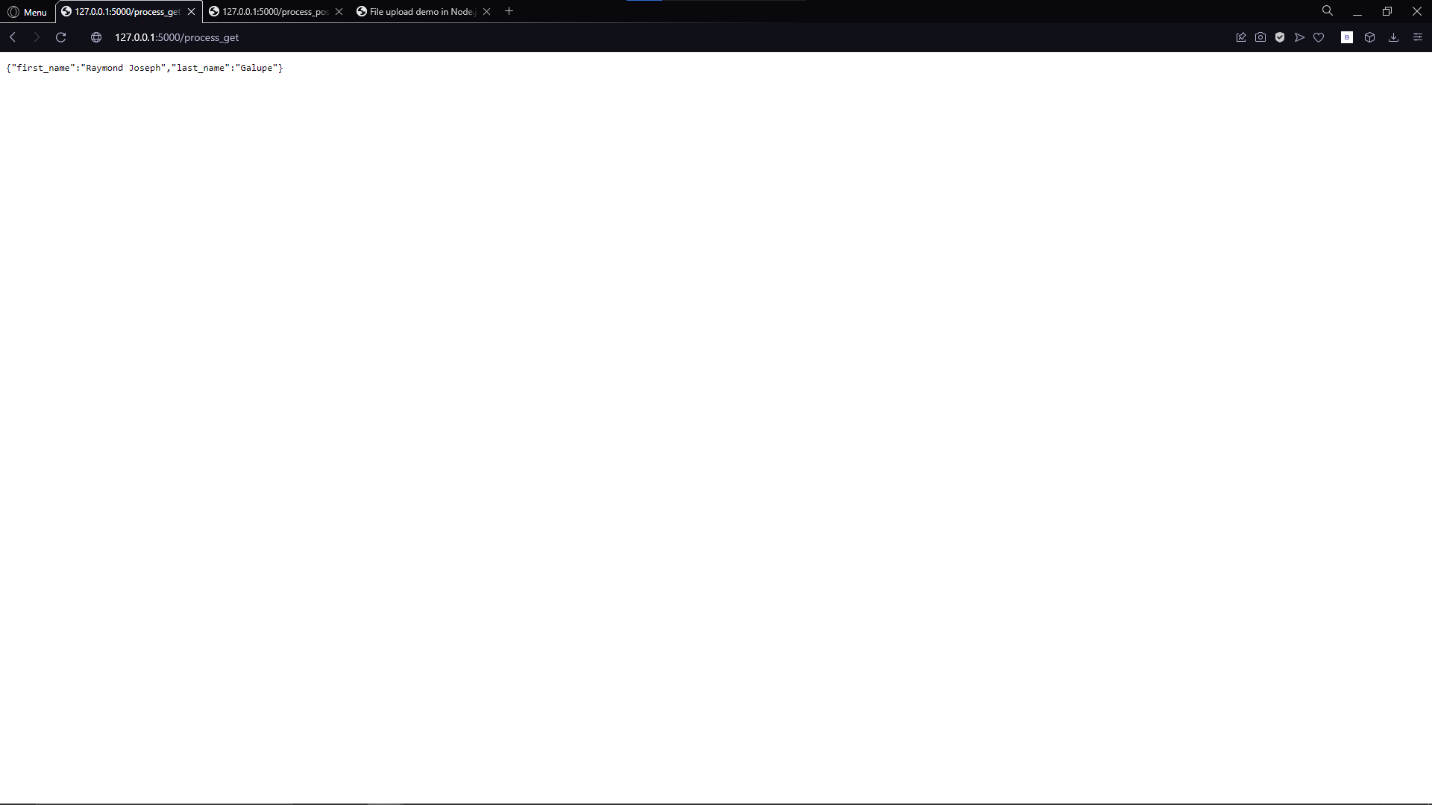 Menu
127.0.0.1:5000/process_get
127.0.0.1:5000/process_pos
File upload demo in Node.j
127.0.0.1:5000/process_get
{"first_name":"Raymond Joseph","last_name":"Galupe"}